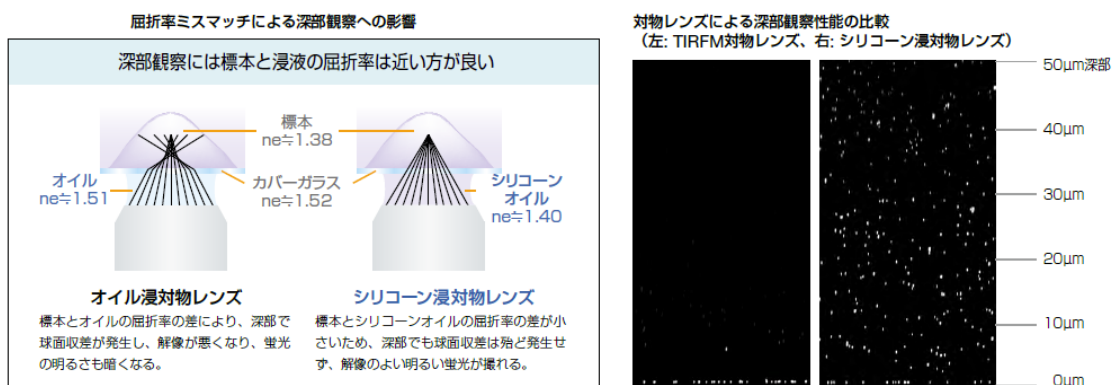 屈折率ミスマッチによる深部観察への影響
深部観察には標本と浸液の屈折率は近い方が良い
標本
ne≒1.38
オイル
ne≒1.51
カバーガラス
ne≒1.52
シリコーン
オイル
ne≒1.40
オイル浸対物レンズ
標本とオイルの屈折率の差により、深部で
球面収差が発生し、解像が悪くなり、蛍光
の明るさも暗くなる。
シリコーン浸対物レンズ
標本とシリコーンオイルの屈折率の差が小
さいため、深部でも球面収差は殆ど発生せ
ず、解像のよい明るい蛍光が撮れる。
対物レンズによる深部観察性能の比較
（左: TIRFM対物レンズ、右: シリコーン浸対物レンズ）
50μm深部
40μm
30μm
20μm
10μm
0μm